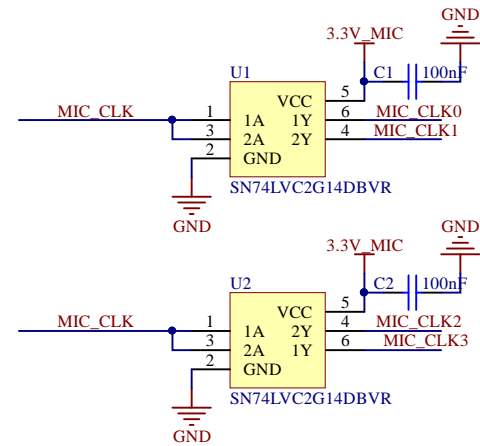 GND
3.3V_MIC
U1
C1 100nF
VCC 5
MIC_CLK 1 1A 1Y 6 MIC_CLK0
3 2A 2Y 4 MIC_CLK1
2 GND
SN74LVC2G14DBVR
GND
GND
3.3V_MIC
U2
C2 100nF
VCC 5
MIC_CLK 1 1A 2Y 4 MIC_CLK2
3 2A 1Y 6 MIC_CLK3
2 GND
SN74LVC2G14DBVR
GND